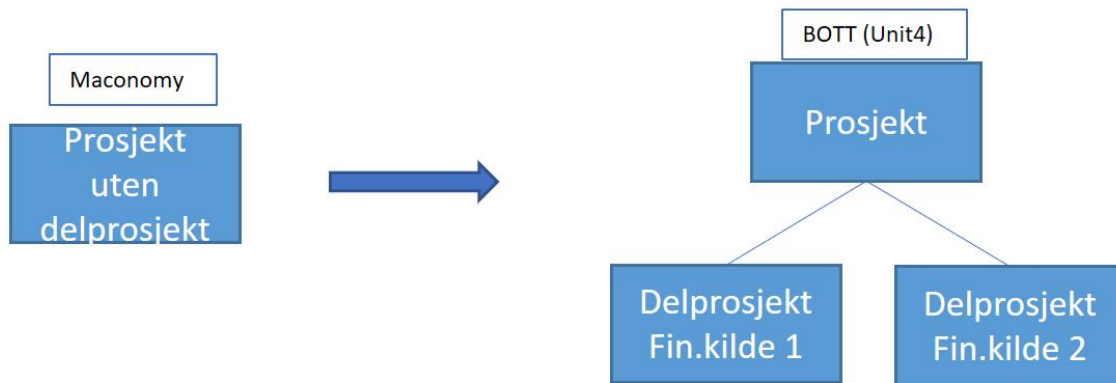 Maconomy
Prosjekt
uten
delprosjekt
BOTT (Unit4)
Prosjekt
Delprosjekt
Fin.kilde 1
Delprosjekt
Fin.kilde 2